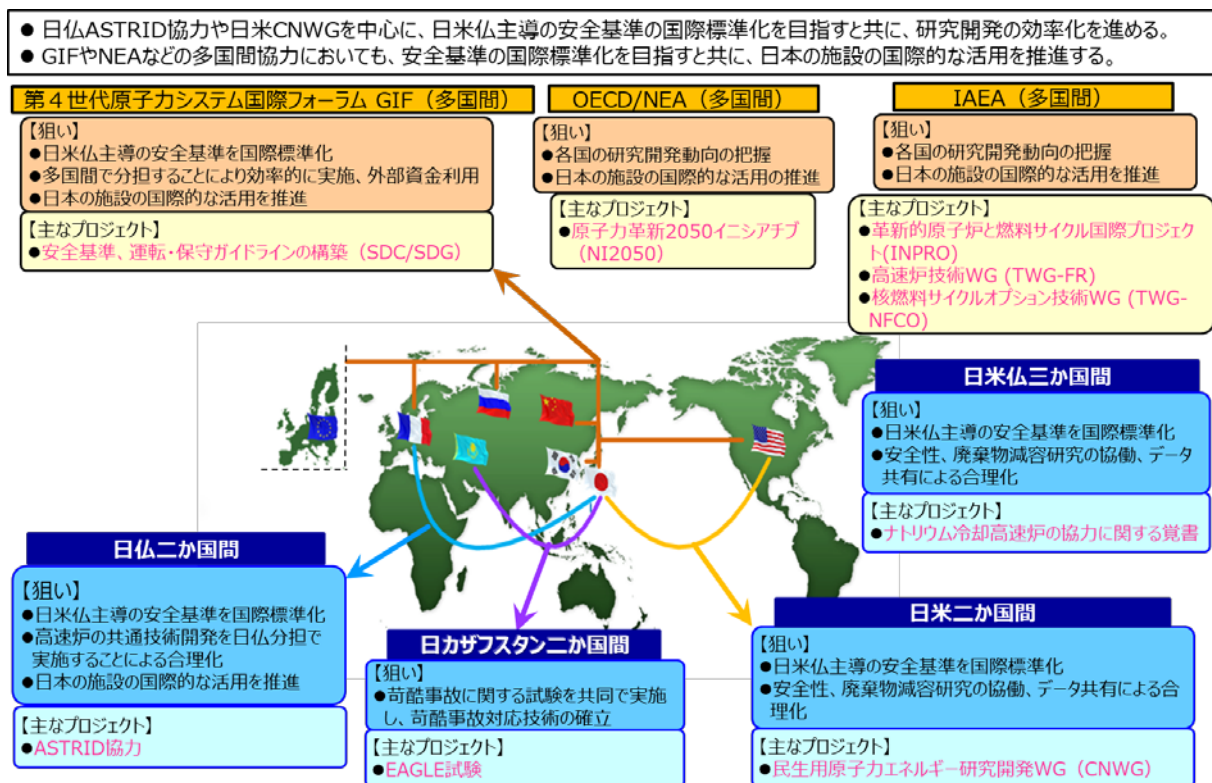 ● 日仏ASTRID協力や日米CNWGを中心に、日米仏主導の安全基準の国際標準化を目指すと共に、研究開発の効率化を進める。
● GIFやNEAなどの多国間協力においても、安全基準の国際標準化を目指すと共に、日本の施設の国際的な活用を推進する。
第4世代原子力システム国際フォーラム GIF（多国間）
【狙い】
●日米仏主導の安全基準を国際標準化
●多国間で分担することにより効率的に実施、外部資金利用
●日本の施設の国際的な活用を推進
【主なプロジェクト】
●安全基準、運転・保守ガイドラインの構築（SDC/SDG）
OECD/NEA（多国間）
【狙い】
●各国の研究開発動向の把握
●日本の施設の国際的な活用の推進
【主なプロジェクト】
●原子力革新2050イニシアチブ
（NI2050）
IAEA（多国間）
【狙い】
●各国の研究開発動向の把握
●日本の施設の国際的な活用を推進
【主なプロジェクト】
●革新的原子炉と燃料サイクル国際プロジェク
ト(INPRO)
●高速炉技術WG (TWG-FR)
●核燃料サイクルオプション技術WG (TWG-
NFCO)
日米仏三か国間
【狙い】
●日米仏主導の安全基準を国際標準化
●安全性、廃棄物減容研究の協働、データ
共有による合理化
【主なプロジェクト】
●ナトリウム冷却高速炉の協力に関する覚書
日仏二か国間
【狙い】
●日米仏主導の安全基準を国際標準化
●高速炉の共通技術開発を日仏分担で
実施することによる合理化
●日本の施設の国際的な活用を推進
【主なプロジェクト】
●ASTRID協力
日カザフスタン二か国間
【狙い】
●苛酷事故に関する試験を共同で実施
し、苛酷事故対応技術の確立
【主なプロジェクト】
●EAGLE試験
日米二か国間
【狙い】
●日米仏主導の安全基準を国際標準化
●安全性、廃棄物減容研究の協働、データ共有による合
理化
【主なプロジェクト】
●民生用原子力エネルギー研究開発WG（CNWG）